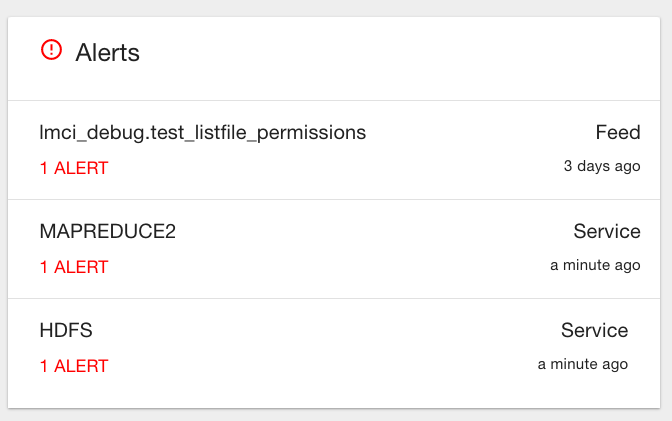 Alerts
lmci_debug.test_listfile_permissions Feed
1 ALERT 3 days ago
MAPREDUCE2 Service
1 ALERT a minute ago
HDFS Service
1 ALERT a minute ago